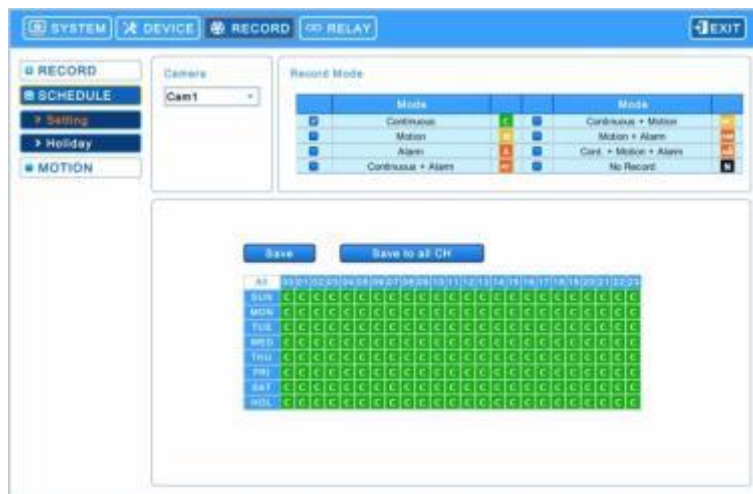 SYSTEM DEVICE RECORD RELAY EXIT
RECORD
SCHEDULE
> Setting
> Holiday
MOTION
Camera
Cam1
Record Mode
Mode Mode
Continuous C Continuous + Motion
Motion Motion + Alarm
Alarm A Cont. + Motion + Alarm
Continuous + Alarm No Record N
Save Save to all CH
All 00 01 02 03 04 05 06 07 08 09 10 11 12 13 14 15 16 17 18 19 20 21 22 23
SUN C C C C C C C C C C C C C C C C C C C C C C C C
MON C C C C C C C C C C C C C C C C C C C C C C C C
TUE C C C C C C C C C C C C C C C C C C C C C C C C
WED C C C C C C C C C C C C C C C C C C C C C C C C
THU C C C C C C C C C C C C C C C C C C C C C C C C
FRI C C C C C C C C C C C C C C C C C C C C C C C C
SAT C C C C C C C C C C C C C C C C C C C C C C C C
HOL C C C C C C C C C C C C C C C C C C C C C C C C